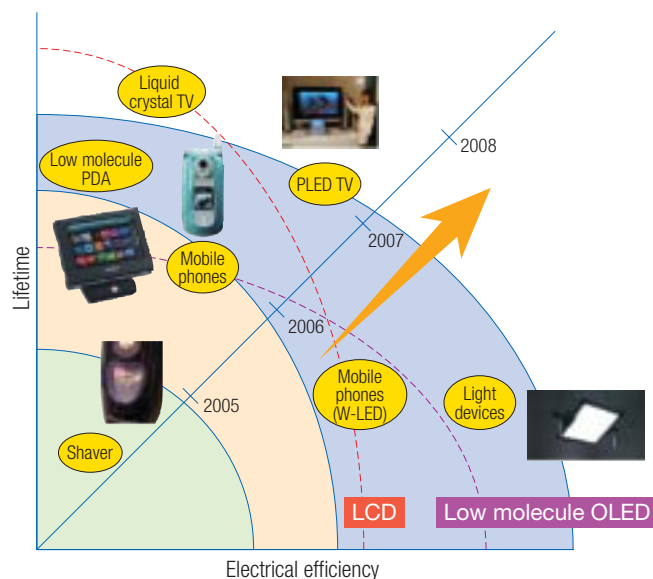 Liquid
crystal TV
Low molecule
PDA
PLED TV
2008
2007
Mobile
phones
Lifetime
2006
Mobile
phones
(W-LED)
Light
devices
2005
Shaver
LCD
Low molecule OLED
Electrical efficiency